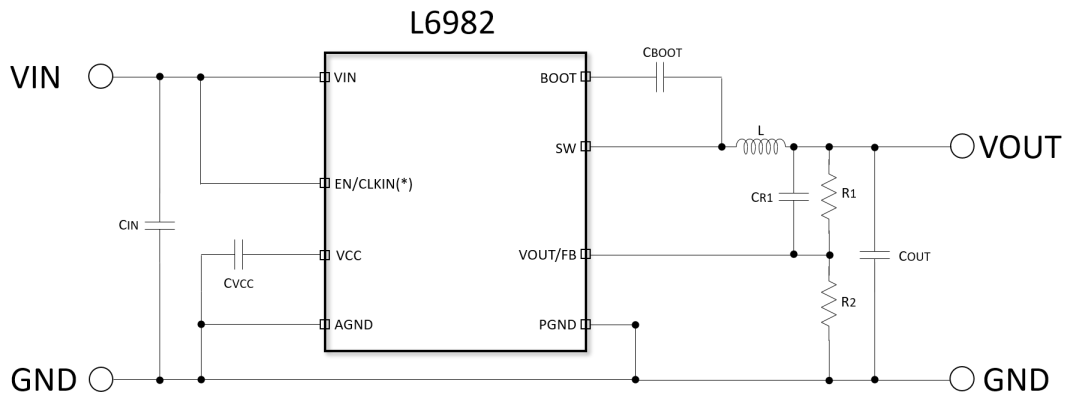 L6982
VIN
VIN
BOOT
CBOOT
SW
L
VOUT
EN/CLKIN(*)
CIN
CR1
R1
VCC
CVCC
VOUT/FB
COUT
AGND
PGND
R2
GND
GND